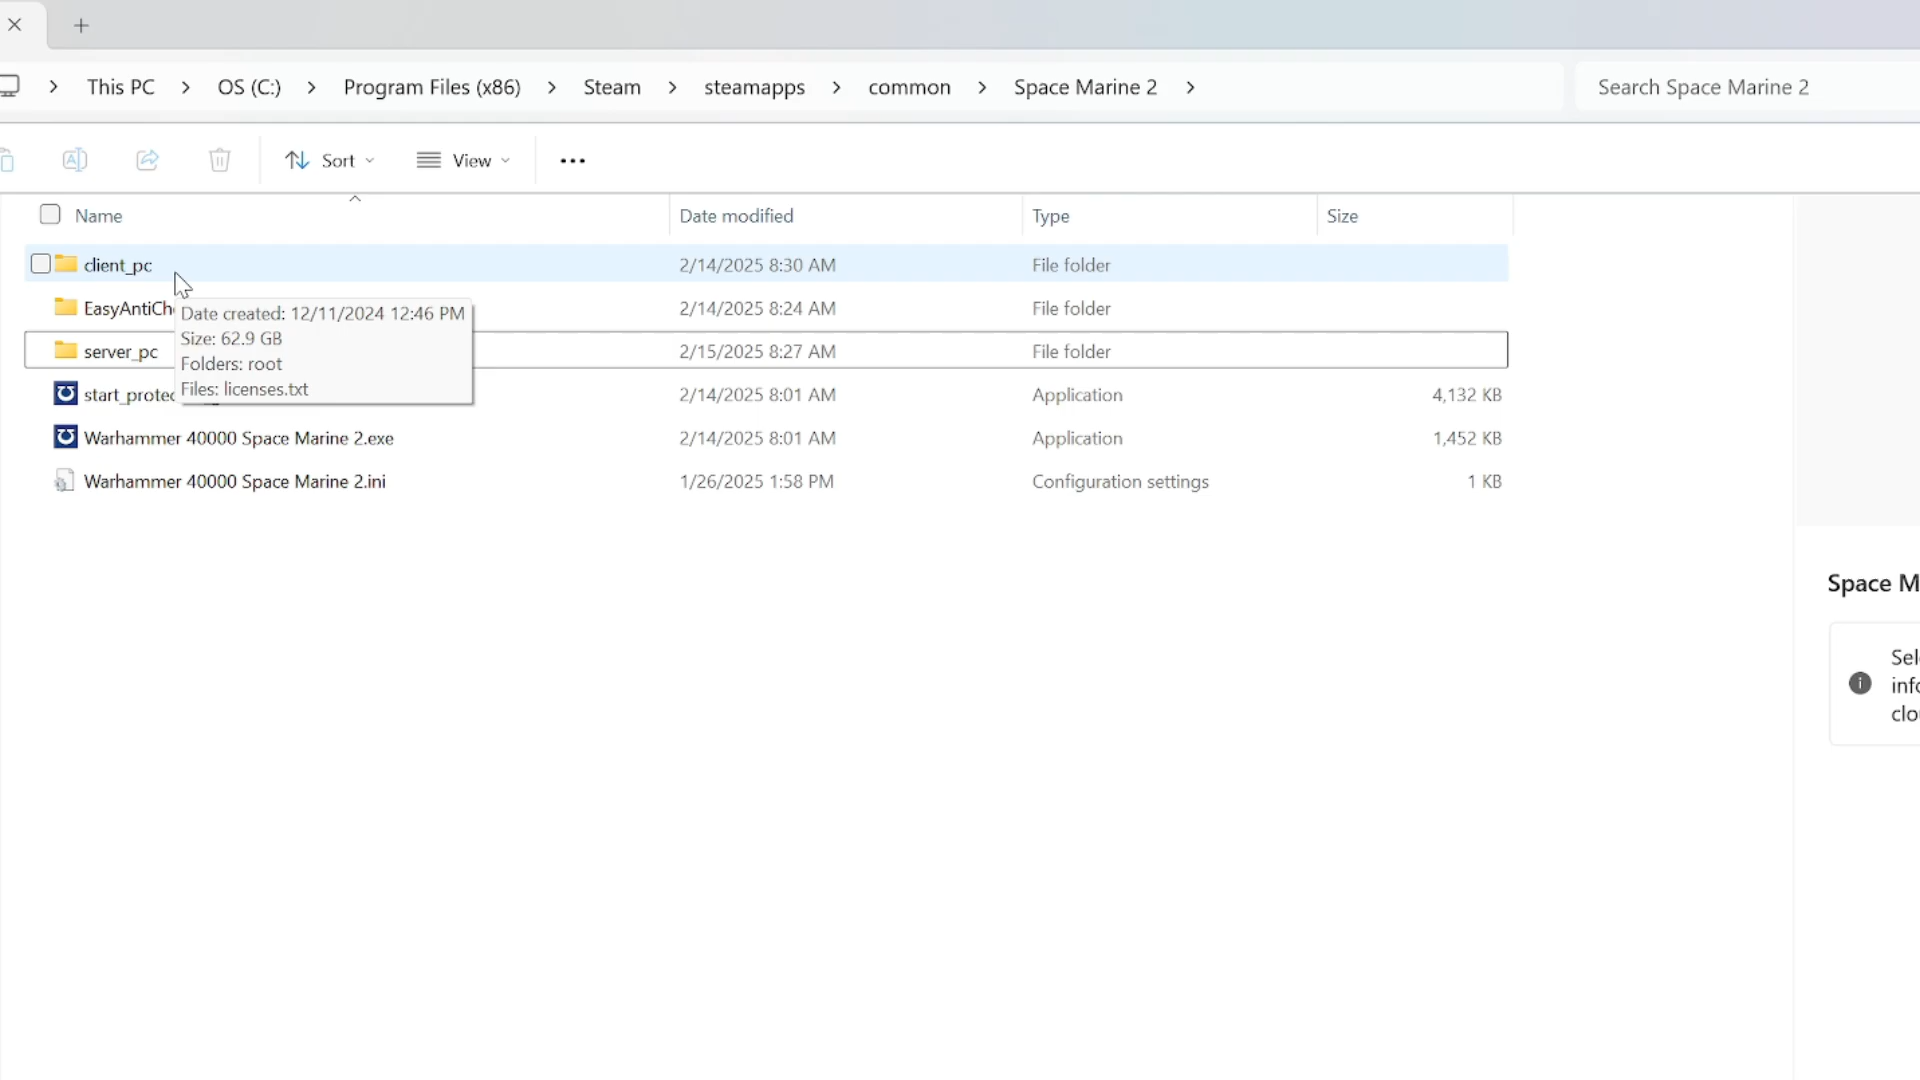 This PC > OS (C:) > Program Files (x86) > Steam > steamapps > common > Space Marine 2 >
Search Space Marine 2
Sort
View
Name
Date modified
Type
Size
client_pc 2/14/2025 8:30 AM File folder
EasyAntiCh 2/14/2025 8:24 AM File folder
server_pc 2/15/2025 8:27 AM File folder
start_protec 2/14/2025 8:01 AM Application 4,132 KB
Warhammer 40000 Space Marine 2.exe 2/14/2025 8:01 AM Application 1,452 KB
Warhammer 40000 Space Marine 2.ini 1/26/2025 1:58 PM Configuration settings 1 KB
Date created: 12/11/2024 12:46 PM
Size: 62.9 GB
Folders: root
Files: licenses.txt
Space M
Sel
info
clo